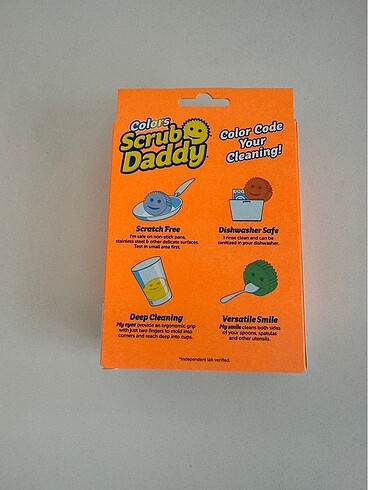 Colors
Scrub
Daddy
Color Code
Your
Cleaning!
Scratch Free
I'm safe on non-stick pans,
stainless steel & other delicate surfaces.
Test in small area first.
Dishwasher Safe
I rinse clean and can be
sanitized in your dishwasher.
Deep Cleaning
My eyes provide an ergonomic grip
with just two fingers to mold into
corners and reach deep into cups.
Versatile Smile
My smile cleans both sides
of your spoons, spatulas
and other utensils.
*Independent lab verified.